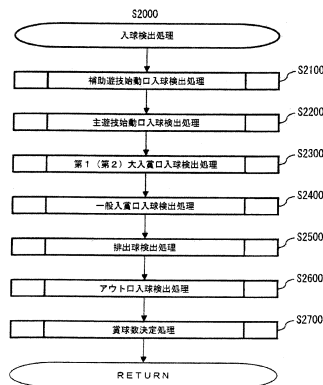 S2000
入球検出処理
S2100
補助遊技始動口入球検出処理
S2200
主遊技始動口入球検出処理
S2300
第1(第2)大入賞口入球検出処理
S2400
一般入賞口入球検出処理
S2500
排出球検出処理
S2600
アウト口入球検出処理
S2700
賞球数決定処理
RETURN